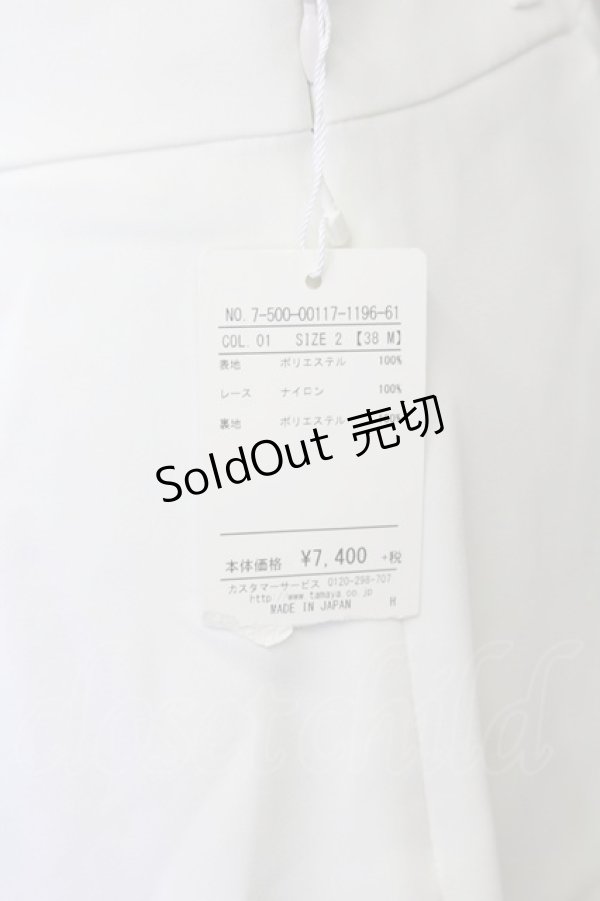 NO. 7-500-00117-1196-61
COL. 01 SIZE 2 【38 M】
表地 ポリエステル 100%
レース ナイロン 100%
裏地 ポリエステル
SoldOut 売切
本体価格 ¥7,400 +税
カスタマーサービス 0120-298-707
http://www.tamaya.co.jp
MADE IN JAPAN H
closet child